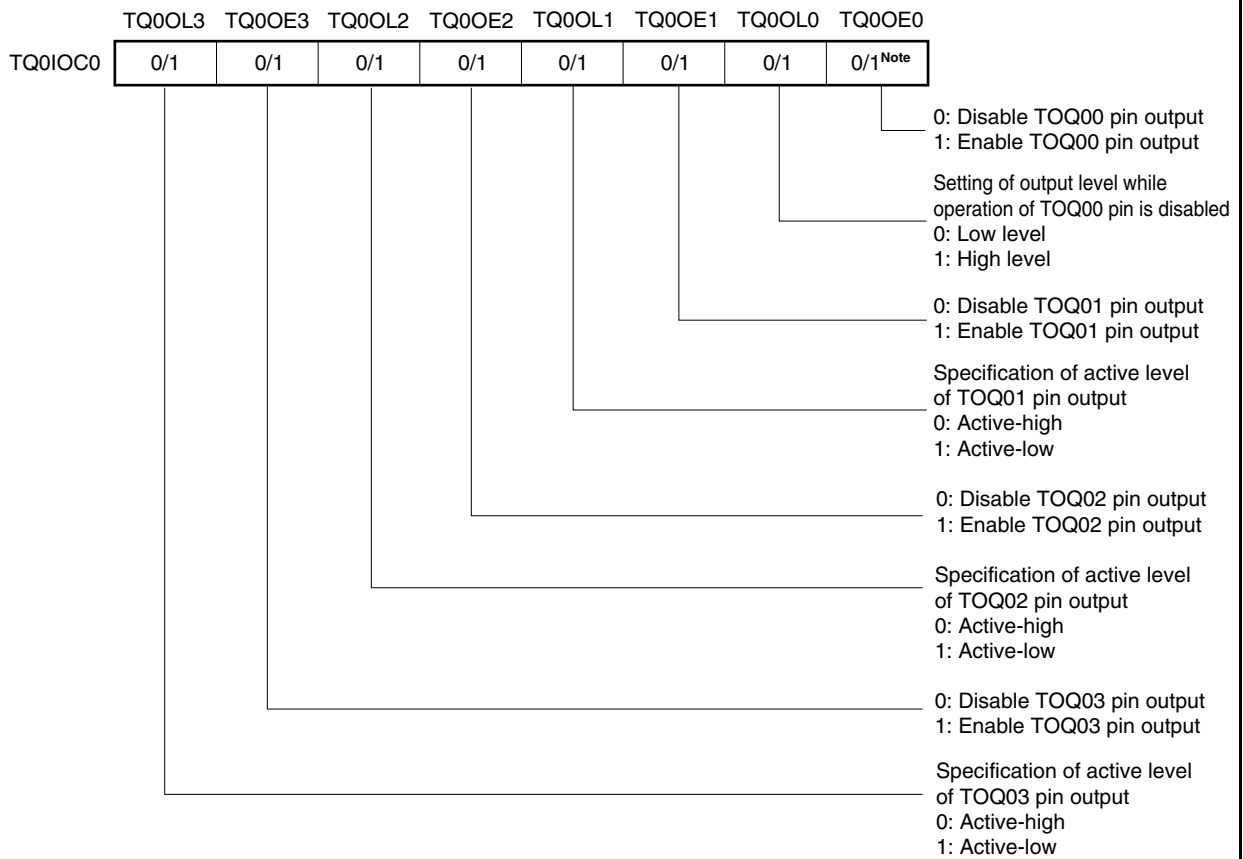 TQ0OL3 TQ0OE3 TQ0OL2 TQ0OE2 TQ0OL1 TQ0OE1 TQ0OL0 TQ0OE0
TQ0IOC0 0/1 0/1 0/1 0/1 0/1 0/1 0/1 0/1Note
0: Disable TOQ00 pin output
1: Enable TOQ00 pin output
Setting of output level while
operation of TOQ00 pin is disabled
0: Low level
1: High level
0: Disable TOQ01 pin output
1: Enable TOQ01 pin output
Specification of active level
of TOQ01 pin output
0: Active-high
1: Active-low
0: Disable TOQ02 pin output
1: Enable TOQ02 pin output
Specification of active level
of TOQ02 pin output
0: Active-high
1: Active-low
0: Disable TOQ03 pin output
1: Enable TOQ03 pin output
Specification of active level
of TOQ03 pin output
0: Active-high
1: Active-low